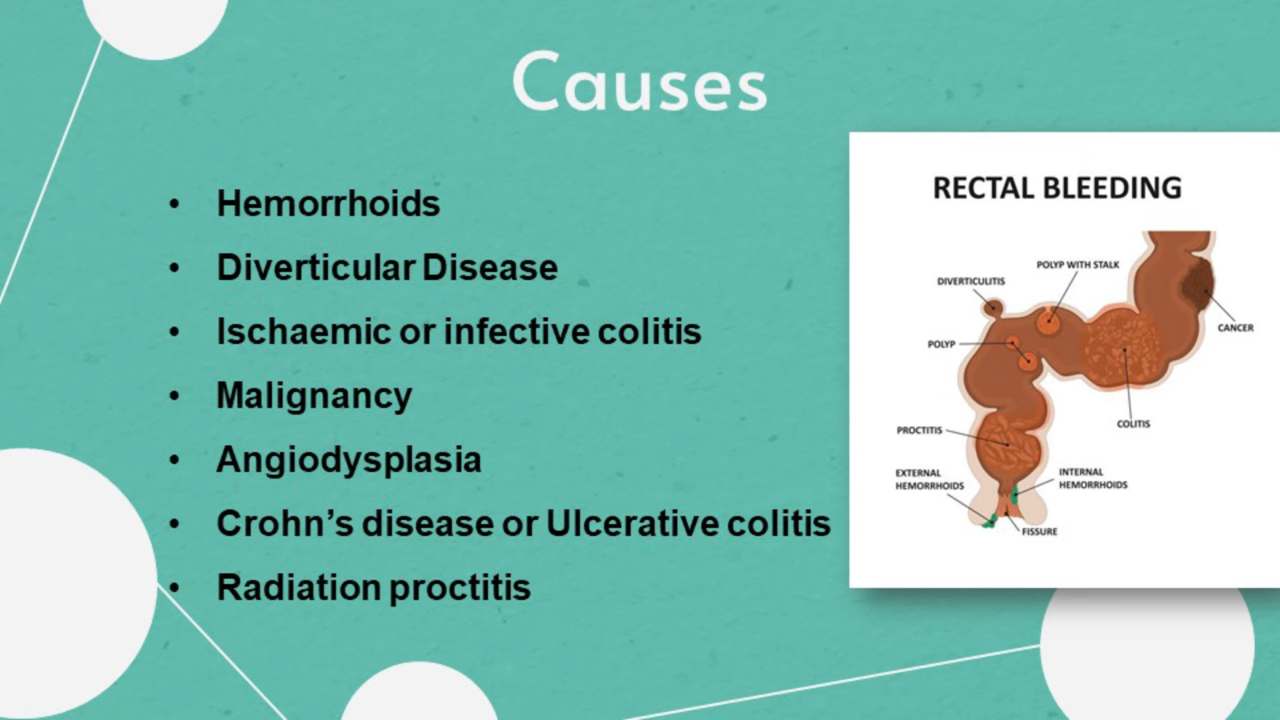 Causes
• Hemorrhoids
• Diverticular Disease
• Ischaemic or infective colitis
• Malignancy
• Angiodysplasia
• Crohn’s disease or Ulcerative colitis
• Radiation proctitis
RECTAL BLEEDING
POLYP WITH STALK
DIVERTICULITIS
CANCER
POLYP
COLITIS
PROCTITIS
EXTERNAL
HEMORRHOIDS
INTERNAL
HEMORRHOIDS
FISSURE